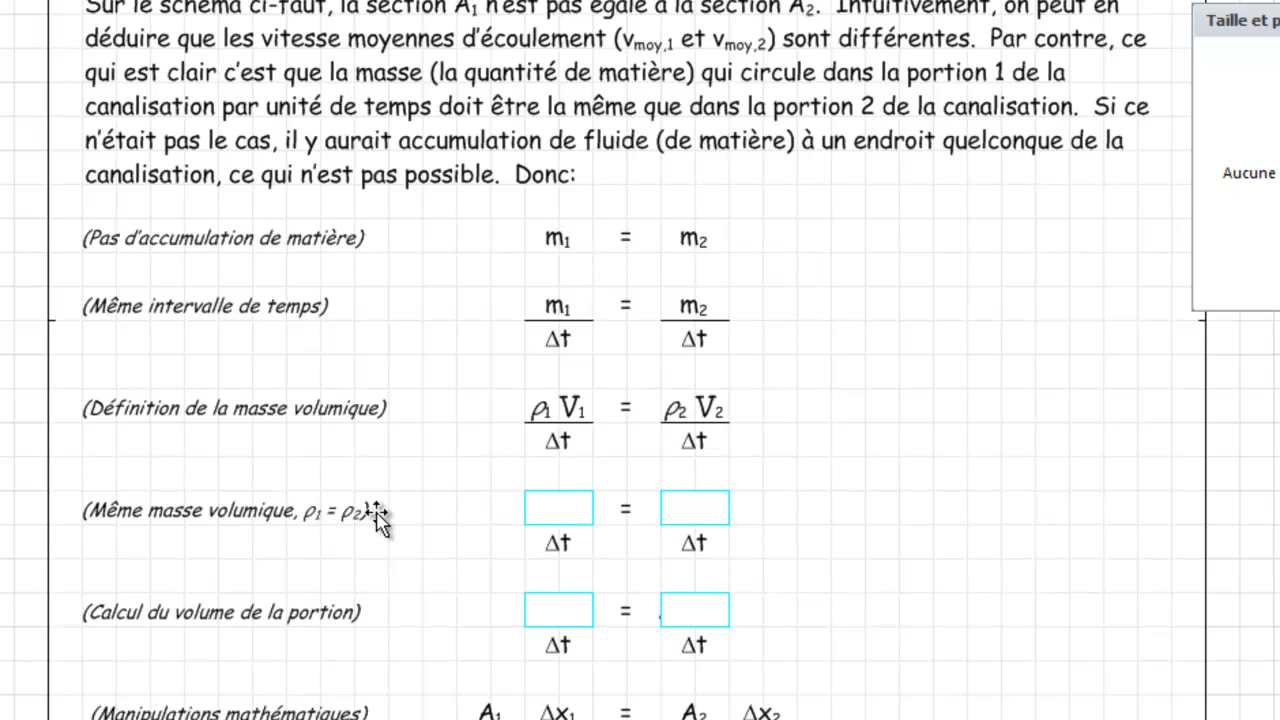 Sur le schéma ci-haut, la section A₁ n'est pas égale à la section A₂. Intuitivement, on peut en
Taille et p
déduire que les vitesse moyennes d'écoulement (vmoy,1 et vmoy,2) sont différentes. Par contre, ce
qui est clair c'est que la masse (la quantité de matière) qui circule dans la portion 1 de la
canalisation par unité de temps doit être la même que dans la portion 2 de la canalisation. Si ce
n'était pas le cas, il y aurait accumulation de fluide (de matière) à un endroit quelconque de la
canalisation, ce qui n'est pas possible. Donc:
Aucune
(Pas d'accumulation de matière) m₁ = m₂
(Même intervalle de temps) m₁ = m₂
Δt Δt
(Définition de la masse volumique) ρ₁ V₁ = ρ₂ V₂
Δt Δt
(Même masse volumique, ρ₁ = ρ₂) =
Δt Δt
(Calcul du volume de la portion) =
Δt Δt
(Manipulations mathématiques) A₁ Δx₁ = A₂ Δx₂